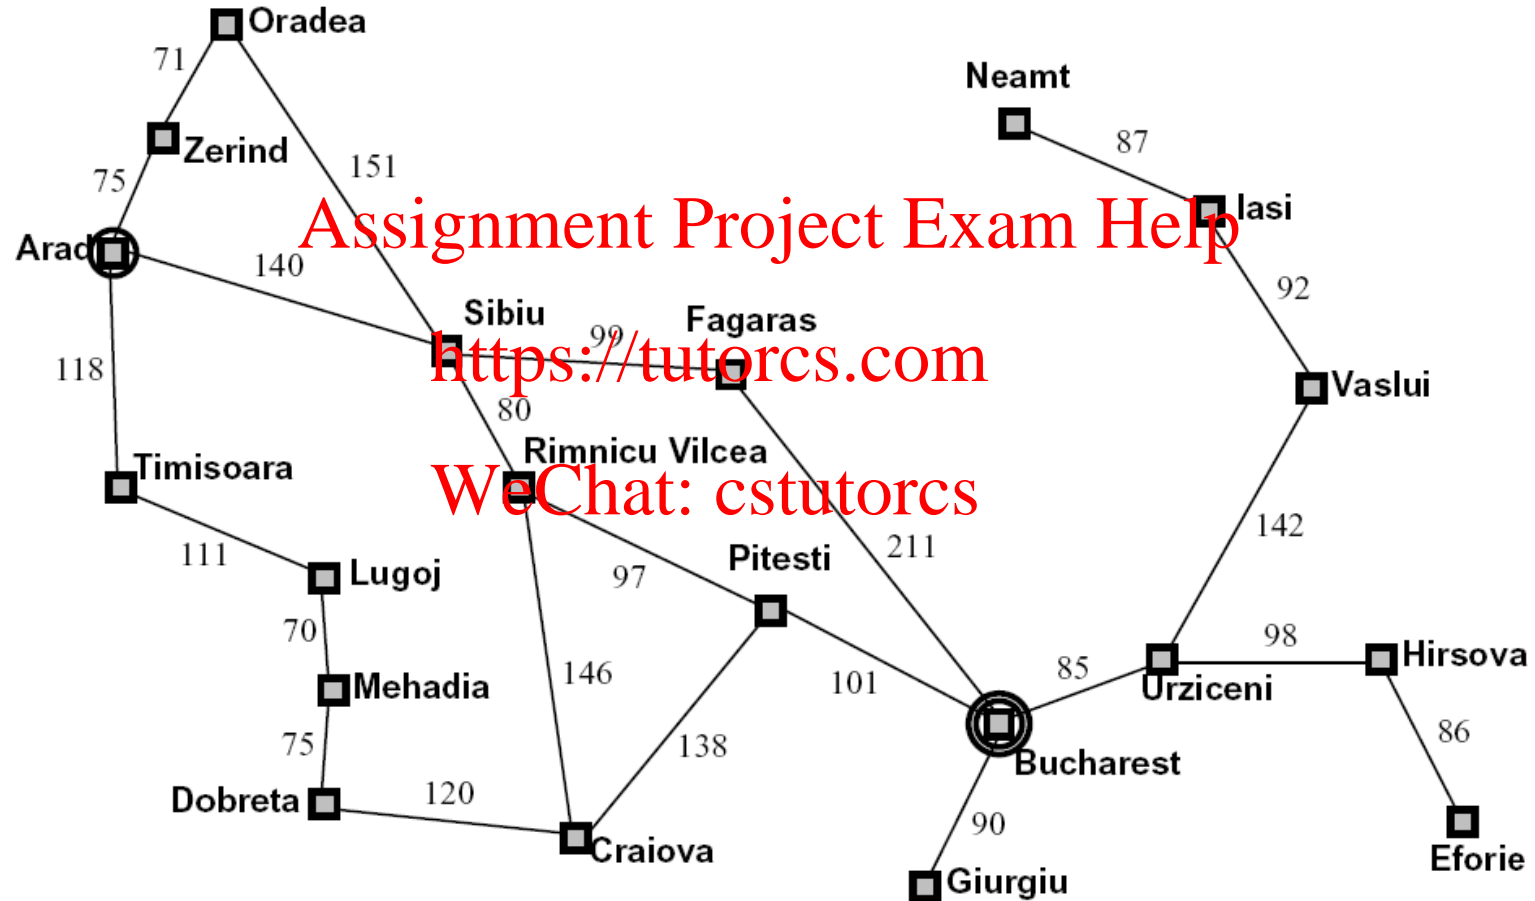 Oradea
71
Neamt
87
Zerind
151
75
Iasi
Assignment Project Exam Help
Arad
140
92
Sibiu
99
Fagaras
https://tutorcs.com
118
Vaslui
80
Rimnicu Vilcea
Timisoara
WeChat: cstutorcs
142
211
111
Pitesti
97
Lugoj
70
98
Hirsova
146
101
85
Urziceni
Mehadia
75
138
86
Bucharest
Dobreta
120
90
Craiova
Eforie
Giurgiu